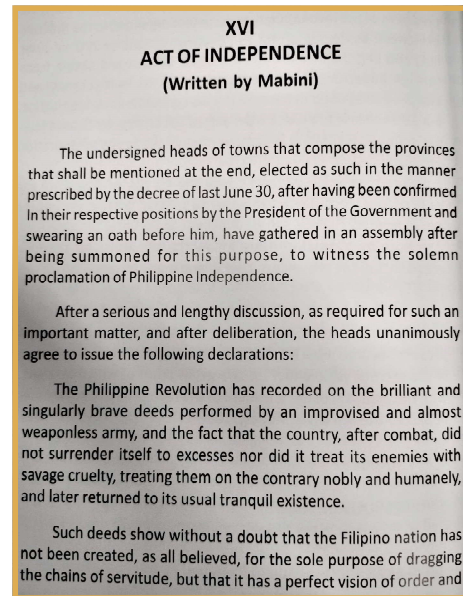 XVI
ACT OF INDEPENDENCE
(Written by Mabini)
The undersigned heads of towns that compose the provinces
that shall be mentioned at the end, elected as such in the manner
prescribed by the decree of last June 30, after having been confirmed
In their respective positions by the President of the Government and
swearing an oath before him, have gathered in an assembly after
being summoned for this purpose, to witness the solemn
proclamation of Philippine Independence.
After a serious and lengthy discussion, as required for such an
important matter, and after deliberation, the heads unanimously
agree to issue the following declarations:
The Philippine Revolution has recorded on the brilliant and
singularly brave deeds performed by an improvised and almost
weaponless army, and the fact that the country, after combat, did
not surrender itself to excesses nor did it treat its enemies with
savage cruelty, treating them on the contrary nobly and humanely,
and later returned to its usual tranquil existence.
Such deeds show without a doubt that the Filipino nation has
not been created, as all believed, for the sole purpose of dragging
the chains of servitude, but that it has a perfect vision of order and